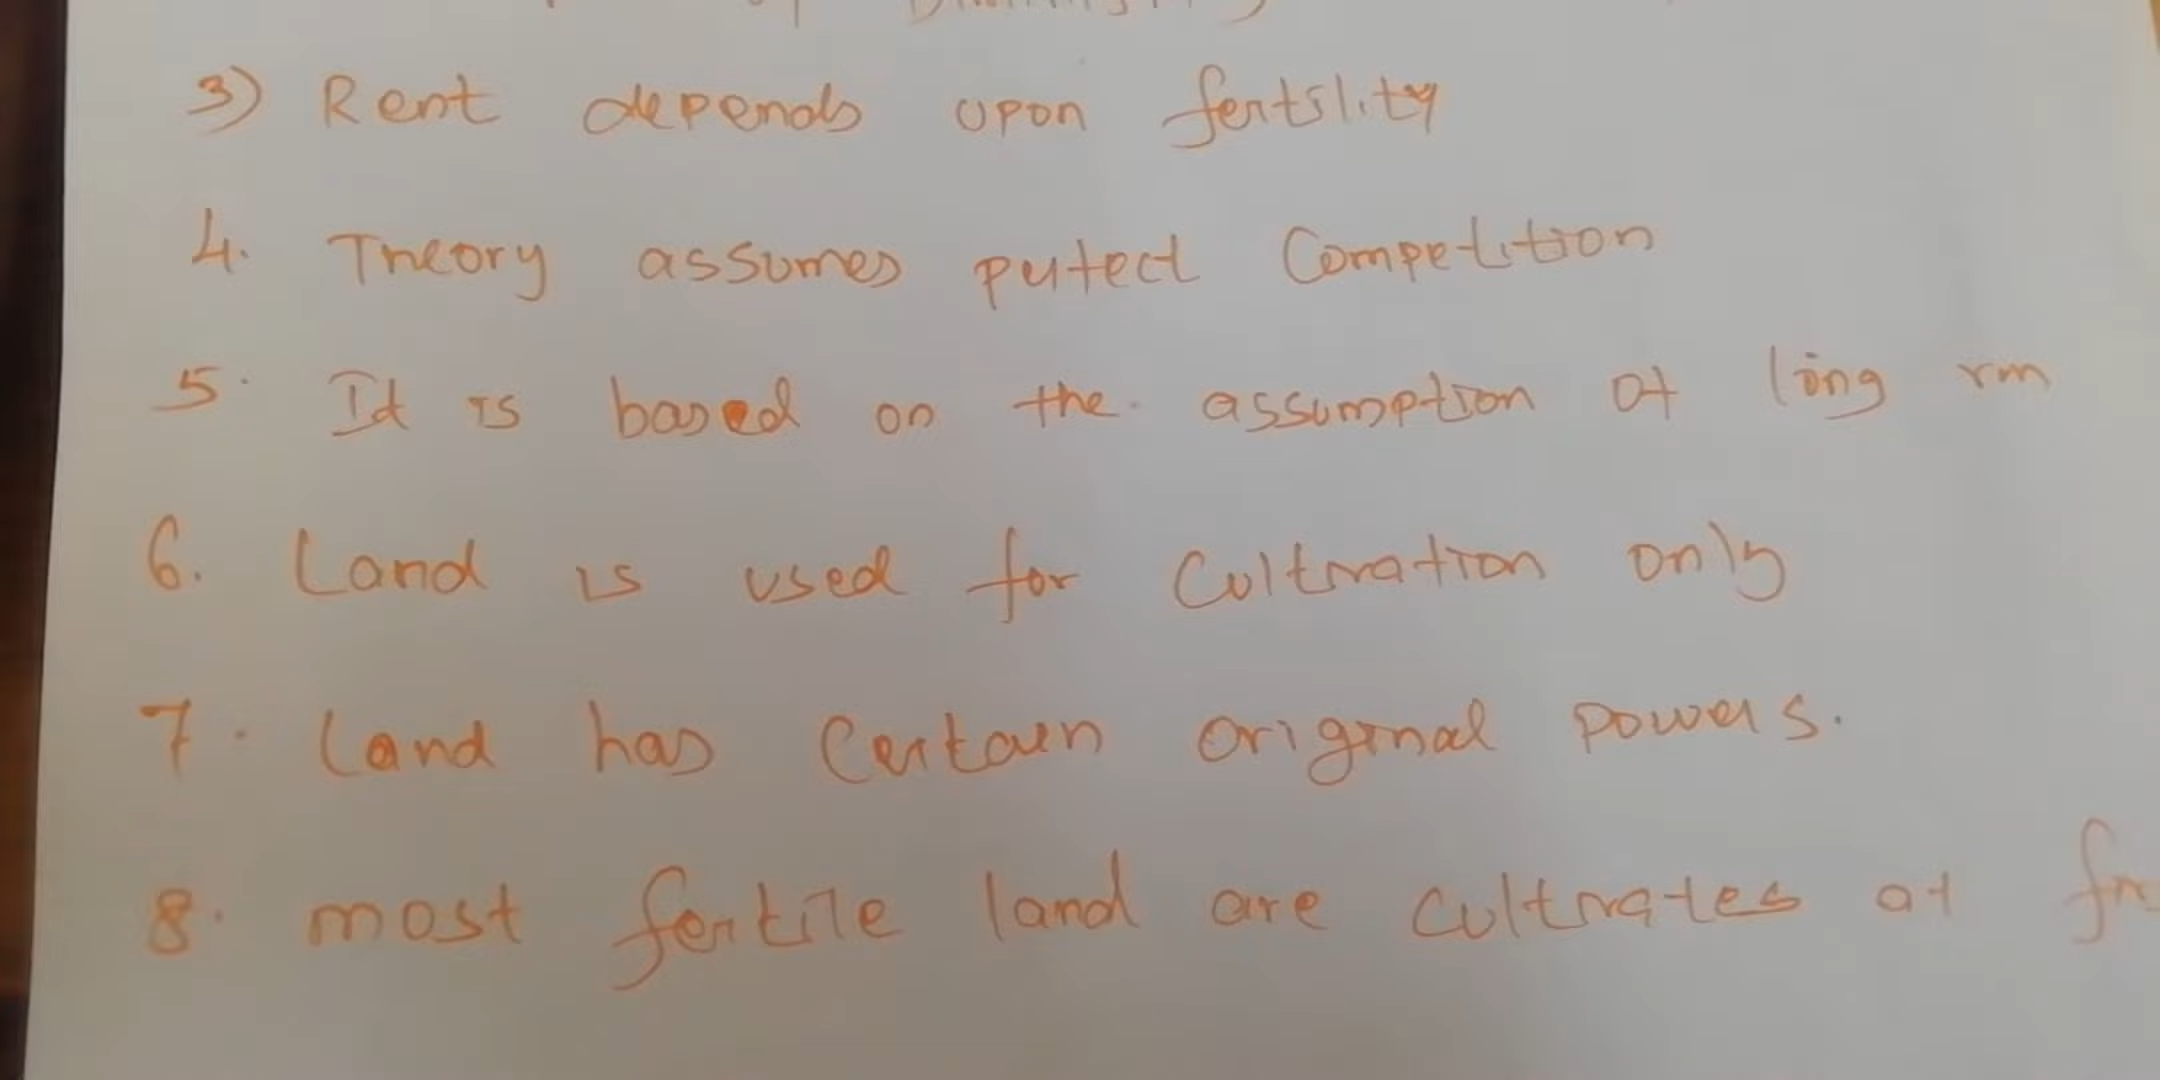 3) Rent depends upon fertility
4. Theory assumes perfect Competition
5. It is based on the assumption of long run
6. Land is used for Cultivation only
7. Land has Certain original powers.
8. most fertile land are cultivates at